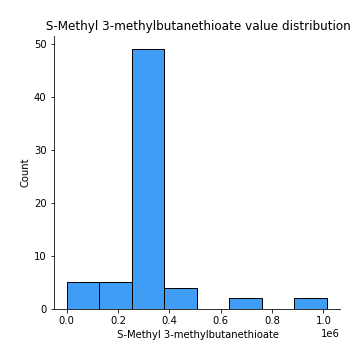 S-Methyl 3-methylbutanethioate value distribution
50
40
30
20
10
0
Count
0.0 0.2 0.4 0.6 0.8 1.0
1e6
S-Methyl 3-methylbutanethioate